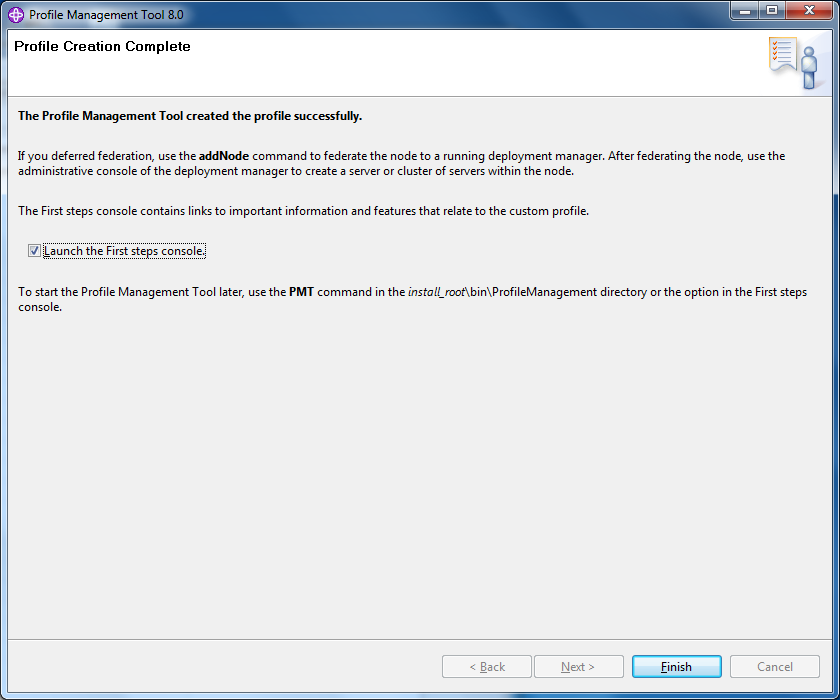 Profile Management Tool 8.0
Profile Creation Complete
The Profile Management Tool created the profile successfully.
If you deferred federation, use the addNode command to federate the node to a running deployment manager. After federating the node, use the
administrative console of the deployment manager to create a server or cluster of servers within the node.
The First steps console contains links to important information and features that relate to the custom profile.
Launch the First steps console.
To start the Profile Management Tool later, use the PMT command in the install_root\bin\ProfileManagement directory or the option in the First steps
console.
< Back
Next >
Finish
Cancel